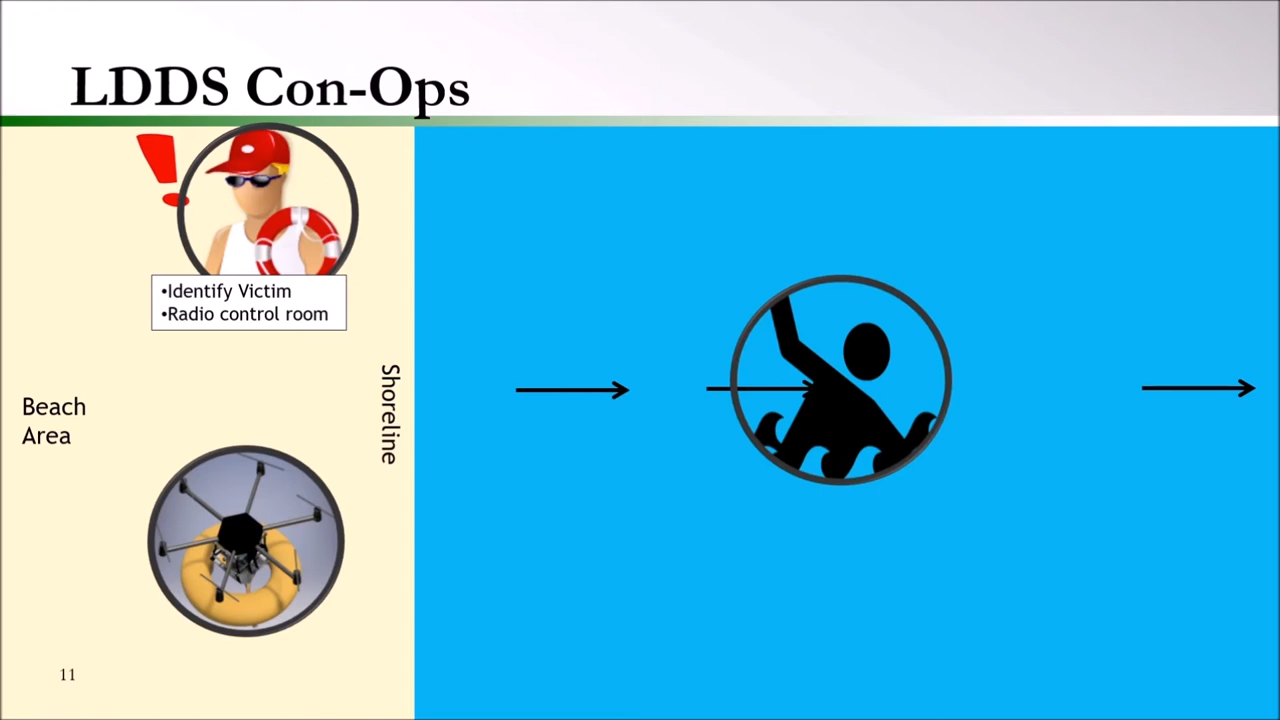 LDDS Con-Ops
•Identify Victim
•Radio control room
Shoreline
Beach
Area
11